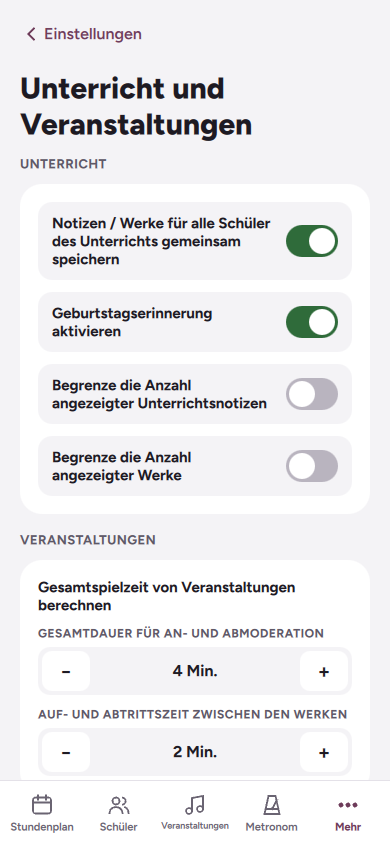 Einstellungen
Unterricht und
Veranstaltungen
UNTERRICHT
Notizen / Werke für alle Schüler
des Unterrichts gemeinsam
speichern
Geburtstagserinnerung
aktivieren
Begrenze die Anzahl
angezeigter Unterrichtsnotizen
Begrenze die Anzahl
angezeigter Werke
VERANSTALTUNGEN
Gesamtspielzeit von Veranstaltungen
berechnen
GESAMTDAUER FÜR AN- UND ABMODERATION
– 4 Min. +
AUF- UND ABTRITTSZEIT ZWISCHEN DEN WERKEN
– 2 Min. +
Stundenplan Schüler Veranstaltungen Metronom Mehr